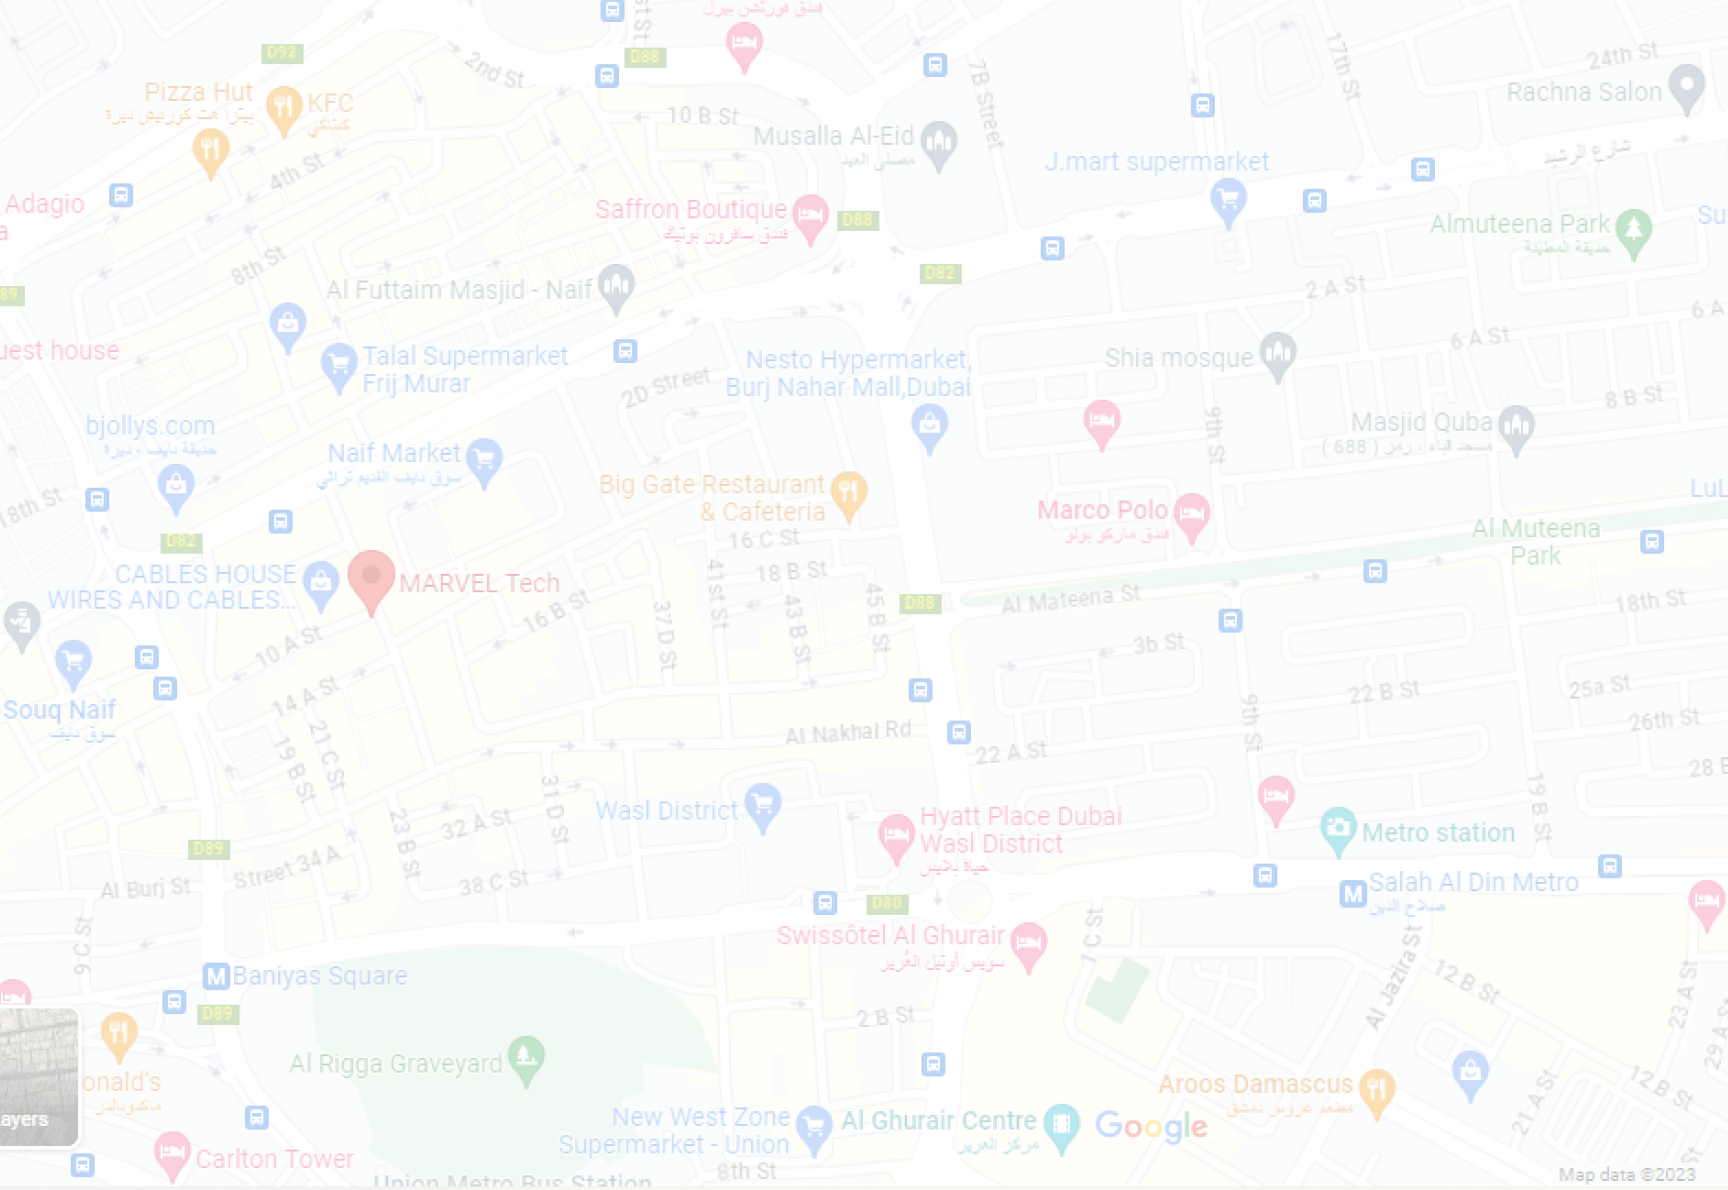 فندق فورتشن بيرل
D92
D88
2nd St
24th St
17th St
7B Street
Rachna Salon
Pizza Hut
بيتزا هت كورنيش ديرة
KFC
كنتاكي
10 B St
Musalla Al-Eid
مصلى العيد
شارع الرشيد
J.mart supermarket
4th St
Adagio
Saffron Boutique
فندق سافرون بوتيك
D88
Almuteena Park
حديقة المطينة
Su
8th St
D82
89
Al Futtaim Masjid - Naif
2 A St
6 A
6 A St
uest house
Talal Supermarket
Frij Murar
Nesto Hypermarket,
Burj Nahar Mall,Dubai
Shia mosque
2D Street
8 B St
9th St
bjollys.com
حديقة نايف - ديرة
Masjid Quba
مسجد قباء ، رمز ( 688 )
Naif Market
سوق نايف القديم تراثي
Big Gate Restaurant
& Cafeteria
18th St
LuL
Marco Polo
فندق ماركو بولو
Al Muteena
Park
D82
16 C St
18 B St
CABLES HOUSE
WIRES AND CABLES...
MARVEL Tech
41st St
43 B St
45 B St
37 D St
D88
Al Mateena St
18th St
16 B St
10 A St
3b St
14 A St
22 B St
25a St
26th St
Souq Naif
سوق نايف
19 B St
21 C St
Al Nakhal Rd
22 A St
9th St
28 E
31 D St
19 B St
Wasl District
Hyatt Place Dubai
Wasl District
حياة بلايس
32 A St
23 B St
Metro station
D89
Street 34 A
Al Burj St
38 C St
Salah Al Din Metro
صلاح الدين
D80
9 C St
Swissôtel Al Ghurair
سويس أوتيل الغُرير
1 C St
Al Jazira St
12 B St
23 A St
29 A S
Baniyas Square
D89
2 B St
Al Rigga Graveyard
onald's
ماكدونالدز
ayers
Aroos Damascus
مطعم عروس دمشق
12 B St
21 A St
New West Zone
Supermarket - Union
Al Ghurair Centre
مركز الغرير
Google
Carlton Tower
Union Metro Bus Station
8th St
Map data ©2023